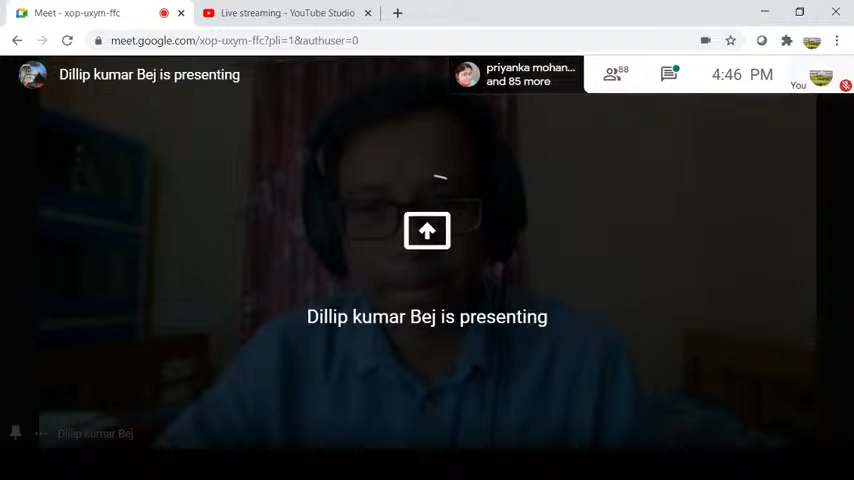 Meet - xop-uxym-ffc
Live streaming - YouTube Studio
meet.google.com/xop-uxym-ffc?pli=1&authuser=0
Dillip kumar Bej is presenting
priyanka mohan...
and 85 more
88
4:46 PM
You
Dillip kumar Bej is presenting
Dillip kumar Bej